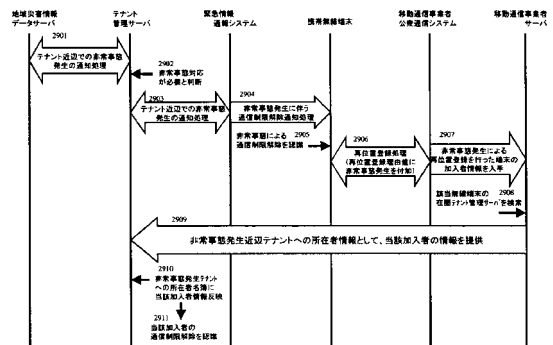 地域災害情報
データサーバ
テナント
管理サーバ
緊急情報
通報システム
携帯無線端末
移動通信事業者
公衆通信システム
移動通信事業者
サーバ
2901
テナント近辺での非常事態
発生の通知処理
2902
非常事態対応
が必要と判断
2903
テナント近辺での非常事態
発生の通知処理
2904
非常事態発生に伴う
通信制限解除通知処理
非常事態による 2905
通信制限解除を認識
2906
再位置登録処理
(再位置登録理由値に
非常事態発生を付加)
2907
非常事態発生による
再位置登録を行った端末の
加入者情報を入手
2908
該当無線端末の
在圏テナント管理サーバを検索
2909
非常事態発生近辺テナントへの所在者情報として、当該加入者の情報を提供
2910
非常事態発生テナント
への所在者名簿に
当該加入者情報反映
2911
当該加入者の
通信制限解除を認識